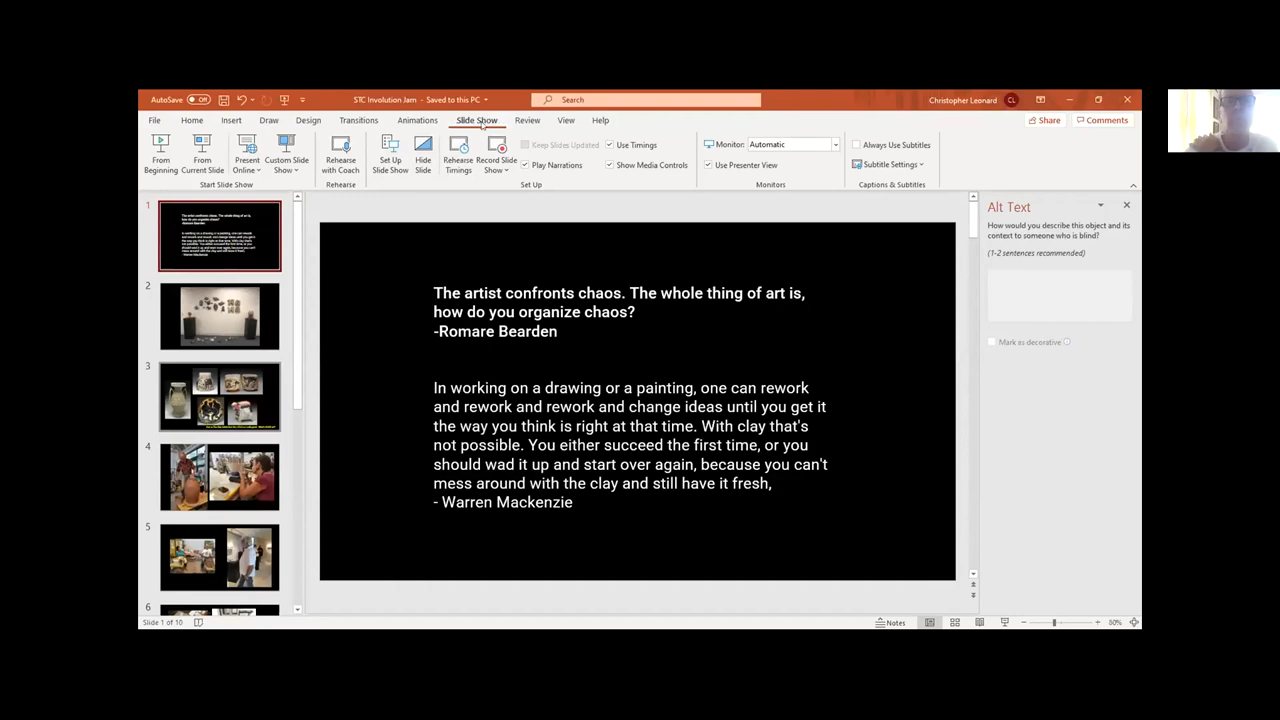 AutoSave Off STC Involution Jam - Saved to this PC Search Christopher Leonard CL
File Home Insert Draw Design Transitions Animations Slide Show Review View Help Share Comments
From Beginning
From Current Slide
Present Online
Custom Slide Show
Start Slide Show
Rehearse with Coach
Rehearse
Set Up Slide Show
Hide Slide
Rehearse Timings
Record Slide Show
Keep Slides Updated
Use Timings
Play Narrations
Show Media Controls
Set Up
Monitor: Automatic
Use Presenter View
Monitors
Always Use Subtitles
Subtitle Settings
Captions & Subtitles
1
2
3
4
5
6
The artist confronts chaos. The whole thing of art is,
how do you organize chaos?
-Romare Bearden
In working on a drawing or a painting, one can rework
and rework and rework and change ideas until you get it
the way you think is right at that time. With clay that's
not possible. You either succeed the first time, or you
should wad it up and start over again, because you can't
mess around with the clay and still have it fresh,
- Warren Mackenzie
Alt Text
How would you describe this object and its
context to someone who is blind?
(1-2 sentences recommended)
Mark as decorative
Slide 1 of 10 Notes 80%